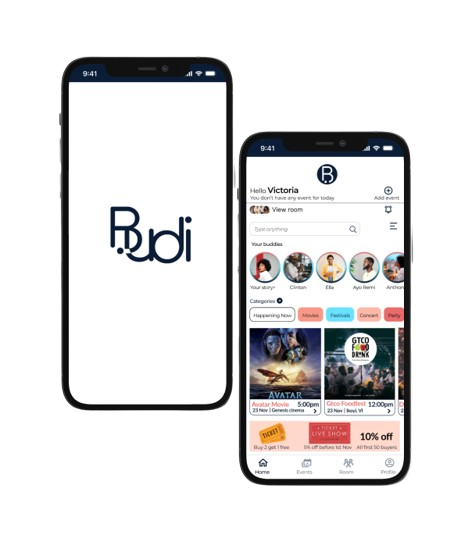 9:41
Budi
9:41
B
Hello Victoria
You don't have any event for today
Add event
View room
Type anything
Your buddies
Your story+
Clinton
Ella
Ayo Remi
Anthon
Categories
Happening Now
Movies
Festivals
Concert
Party
AVATAR
GTCO
FOOD
DRINK
Avatar Movie 5:00pm
23 Nov | Genesis cinema
Gtco Foodfest 12:00pm
23 Nov |
VI
D
2
TICKET
TICKET
LIVE SHOW
10% off
Buy 2 get 1 free
off before 1st Nov
All first 50 buyers
Home
Events
Room
Profile